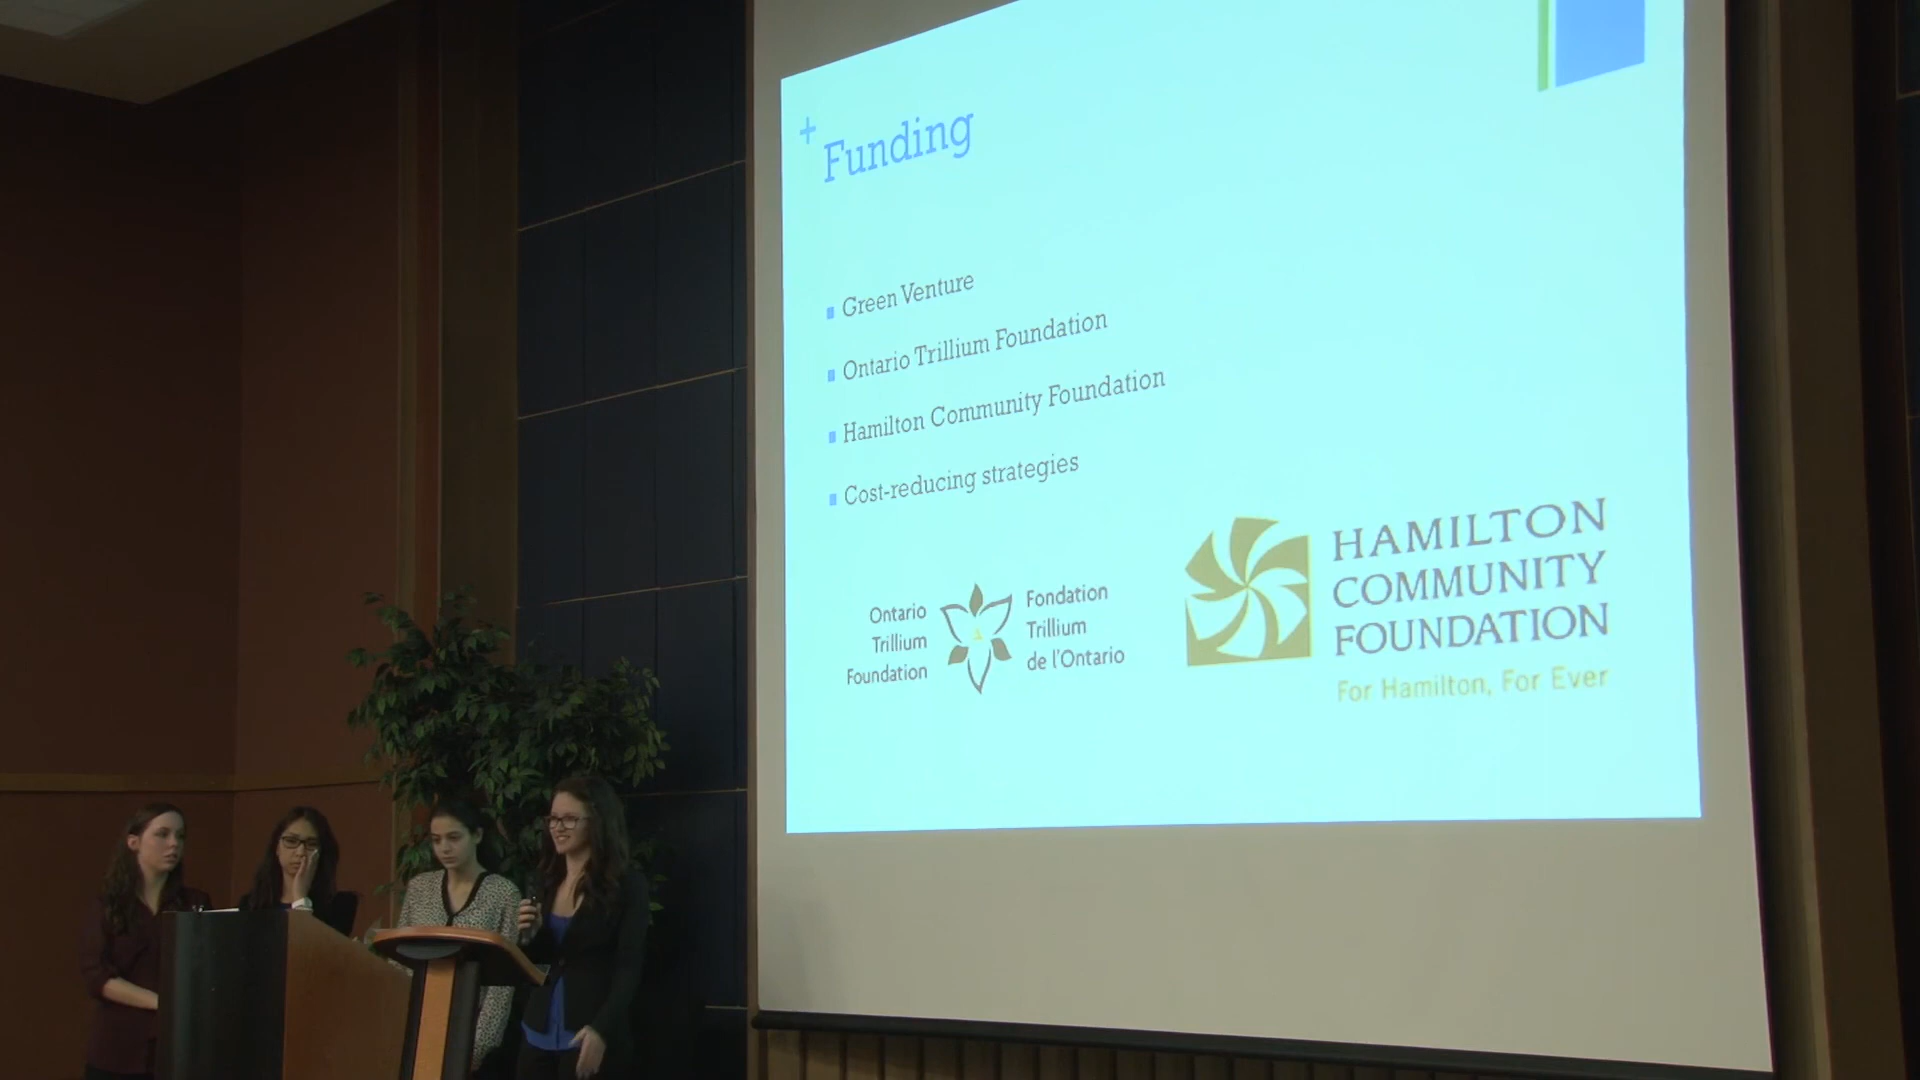 +
Funding
Green Venture
Ontario Trillium Foundation
Hamilton Community Foundation
Cost-reducing strategies
Ontario
Trillium
Foundation
Fondation
Trillium
de l'Ontario
HAMILTON
COMMUNITY
FOUNDATION
For Hamilton, For Ever